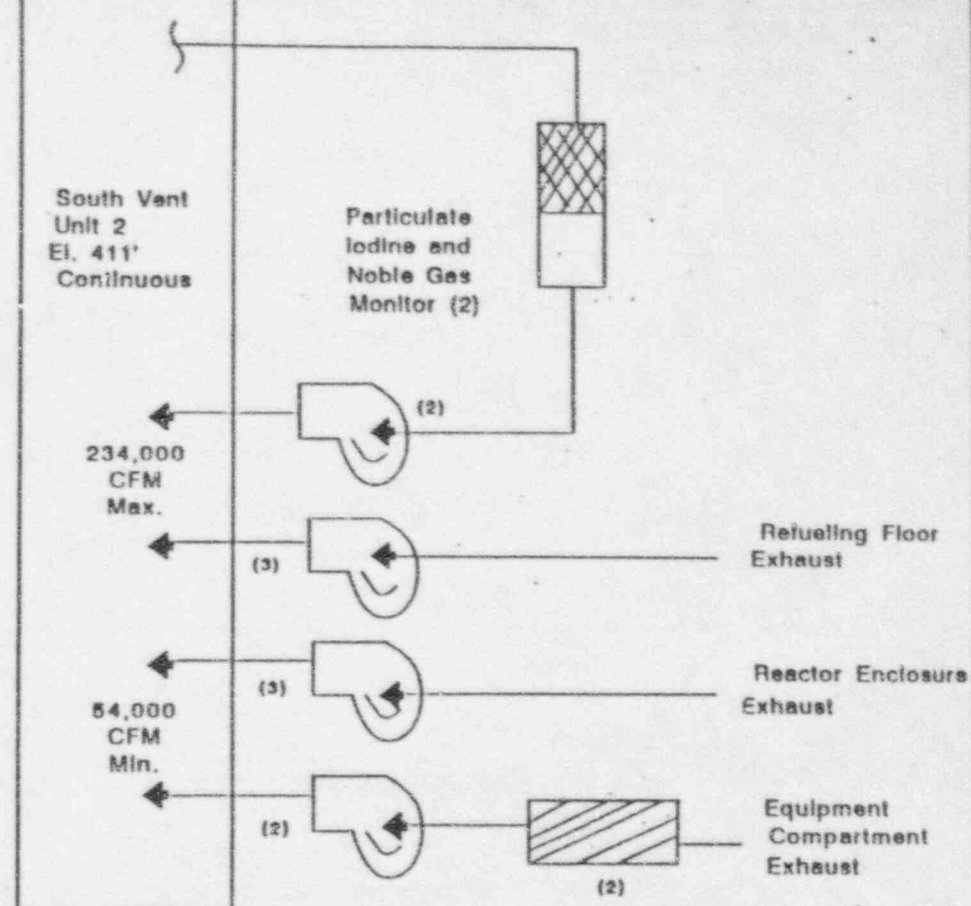 South Vent
Unit 2
El. 411'
Continuous
Particulate
Iodine and
Noble Gas
Monitor (2)
(2)
234,000
CFM
Max.
(3)
Refueling Floor
Exhaust
(3)
Reactor Enclosure
Exhaust
54,000
CFM
Min.
(2)
Equipment
Compartment
Exhaust
(2)